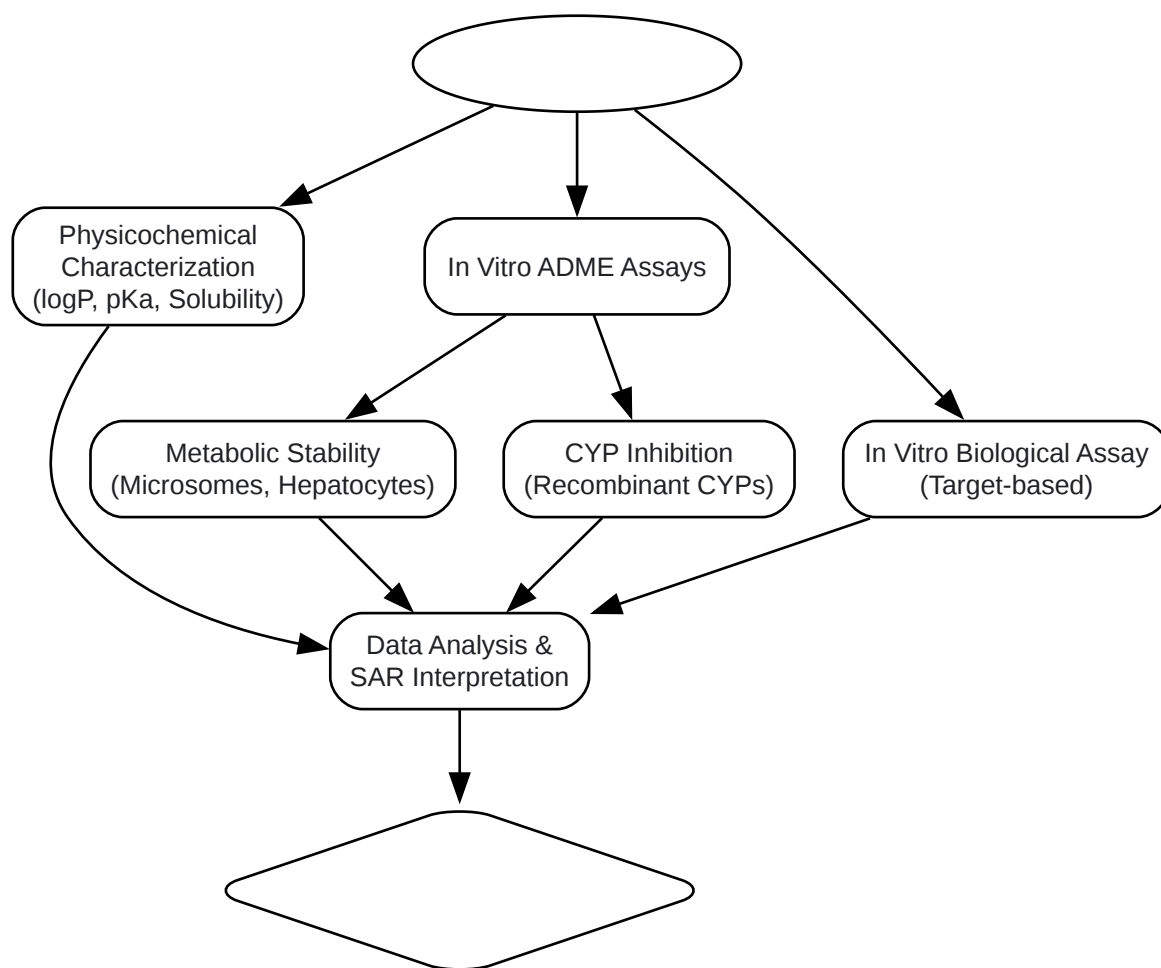 Physicochemical
Characterization
(logP, pKa, Solubility)
In Vitro ADME Assays
Metabolic Stability
(Microsomes, Hepatocytes)
CYP Inhibition
(Recombinant CYPs)
In Vitro Biological Assay
(Target-based)
Data Analysis &
SAR Interpretation